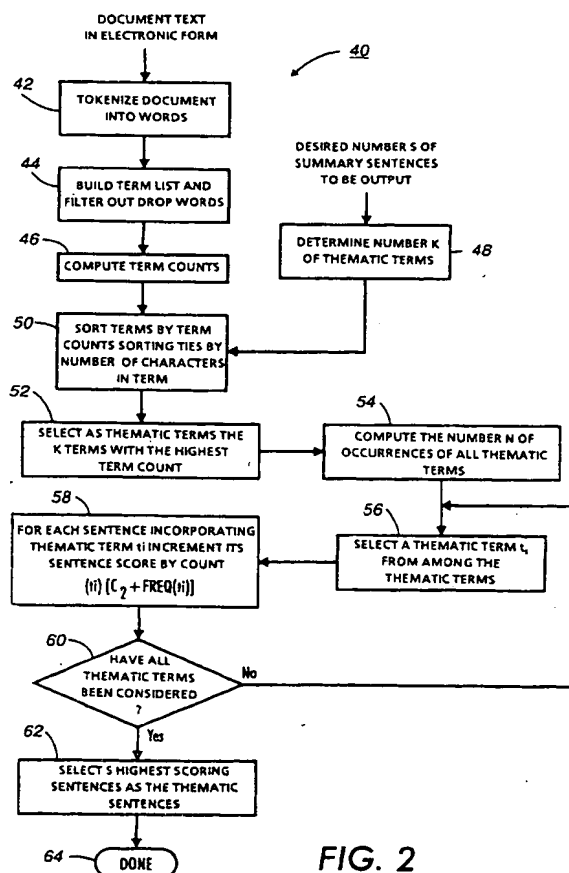 DOCUMENT TEXT
IN ELECTRONIC FORM
40
42
TOKENIZE DOCUMENT
INTO WORDS
44
BUILD TERM LIST AND
FILTER OUT DROP WORDS
46
COMPUTE TERM COUNTS
DESIRED NUMBER S OF
SUMMARY SENTENCES
TO BE OUTPUT
DETERMINE NUMBER K
OF THEMATIC TERMS
48
50
SORT TERMS BY TERM
COUNTS SORTING TIES BY
NUMBER OF CHARACTERS
IN TERM
52
SELECT AS THEMATIC TERMS THE
K TERMS WITH THE HIGHEST
TERM COUNT
54
COMPUTE THE NUMBER N OF
OCCURRENCES OF ALL THEMATIC
TERMS
56
SELECT A THEMATIC TERM tᵢ
FROM AMONG THE
THEMATIC TERMS
58
FOR EACH SENTENCE INCORPORATING
THEMATIC TERM ti INCREMENT ITS
SENTENCE SCORE BY COUNT
(ti) [C₂ + FREQ(ti)]
60
HAVE ALL
THEMATIC TERMS
BEEN CONSIDERED
?
No
Yes
62
SELECT S HIGHEST SCORING
SENTENCES AS THE THEMATIC
SENTENCES
64
DONE
FIG. 2